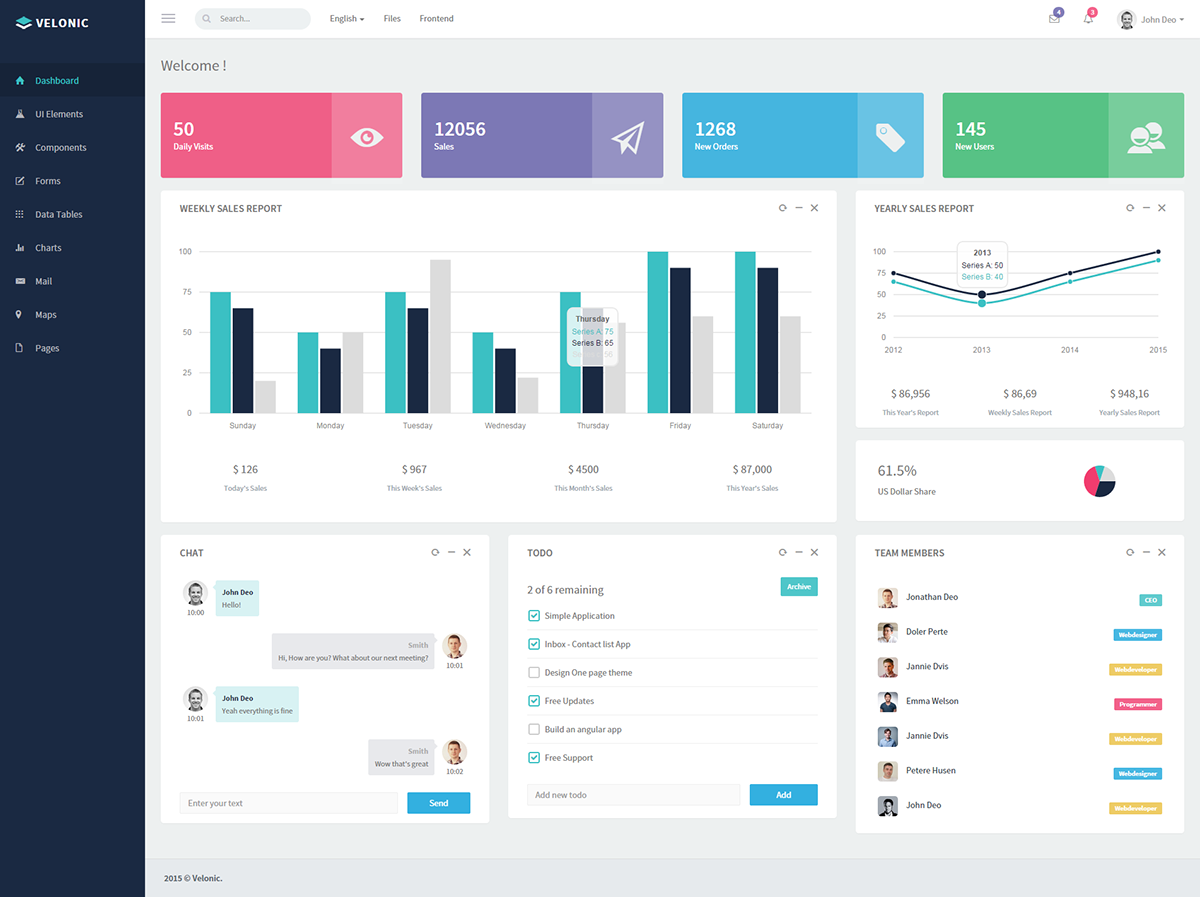 VELONIC
Search...
English
Files
Frontend
4
3
John Deo
Dashboard
UI Elements
Components
Forms
Data Tables
Charts
Mail
Maps
Pages
Welcome !
50
Daily Visits
12056
Sales
1268
New Orders
145
New Users
WEEKLY SALES REPORT
100
75
50
25
0
Thursday
Series A: 75
Series B: 65
Sunday
Monday
Tuesday
Wednesday
Thursday
Friday
Saturday
$ 126
Today's Sales
$ 967
This Week's Sales
$ 4500
This Month's Sales
$ 87,000
This Year's Sales
YEARLY SALES REPORT
100
75
50
25
0
2013
Series A: 50
Series B: 40
2012
2013
2014
2015
$ 86,956
This Year's Report
$ 86,69
Weekly Sales Report
$ 948,16
Yearly Sales Report
61.5%
US Dollar Share
CHAT
John Deo
Hello!
10:00
Smith
Hi, How are you? What about our next meeting?
10:01
John Deo
Yeah everything is fine
10:01
Smith
Wow that's great
10:02
Enter your text
Send
TODO
2 of 6 remaining
Archive
Simple Application
Inbox - Contact list App
Design One page theme
Free Updates
Build an angular app
Free Support
Add new todo
Add
TEAM MEMBERS
Jonathan Deo
CEO
Doler Perte
Webdesigner
Jannie Dvis
Webdeveloper
Emma Welson
Programmer
Jannie Dvis
Webdeveloper
Petere Husen
Webdesigner
John Deo
Webdeveloper
2015 © Velonic.